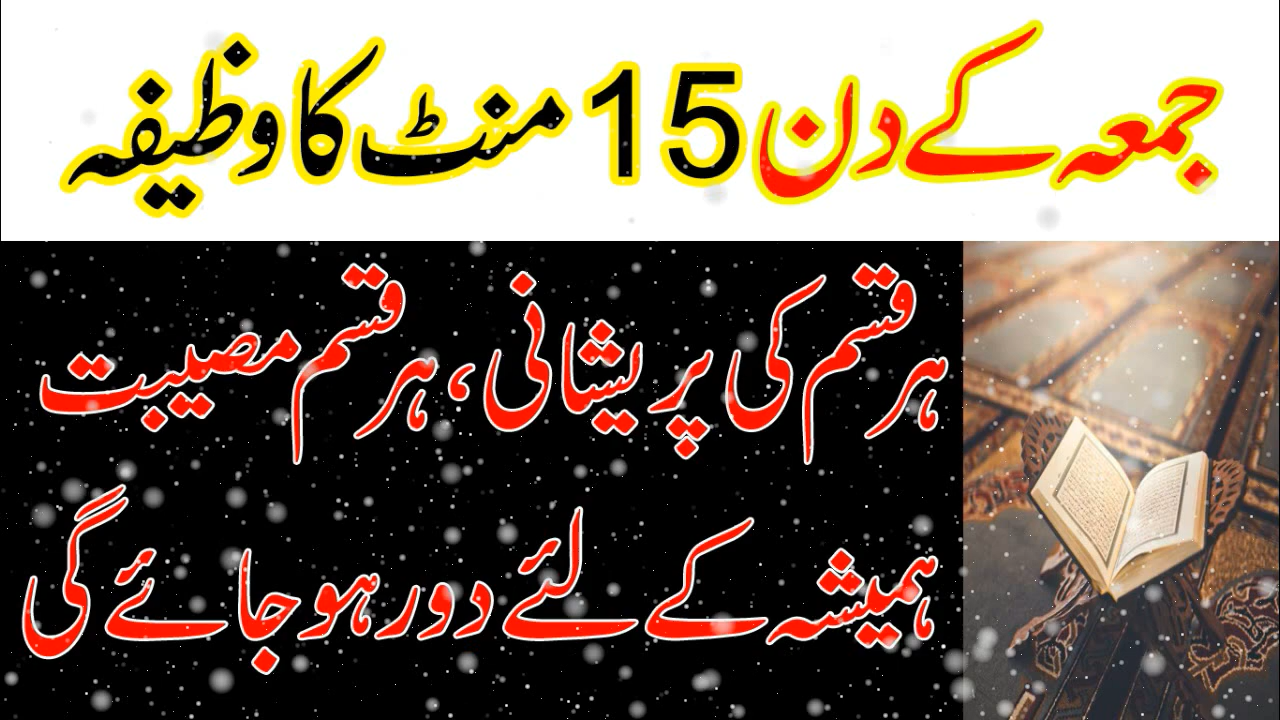 جمعہ کے دن 15 منٹ کا وظیفہ
ہر قسم کی پریشانی، ہر قسم مصیبت
ہمیشہ کے لئے دور ہو جائے گی